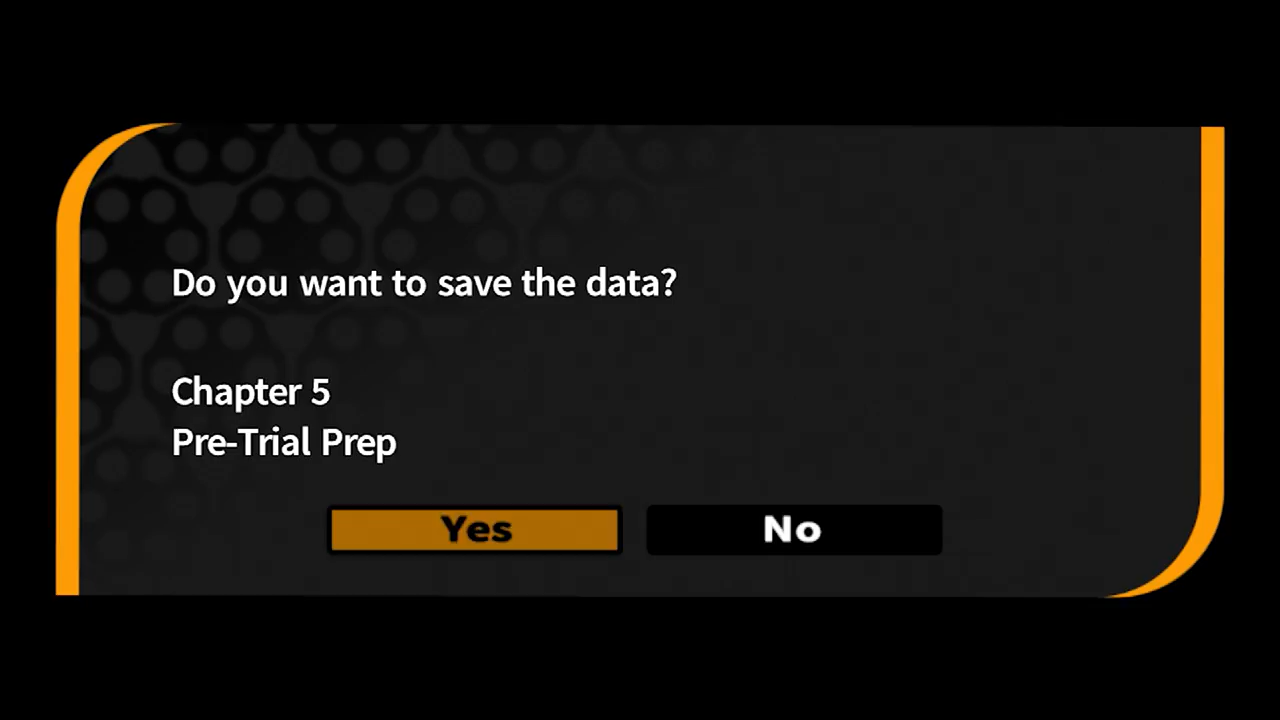 Do you want to save the data?
Chapter 5
Pre-Trial Prep
Yes
No